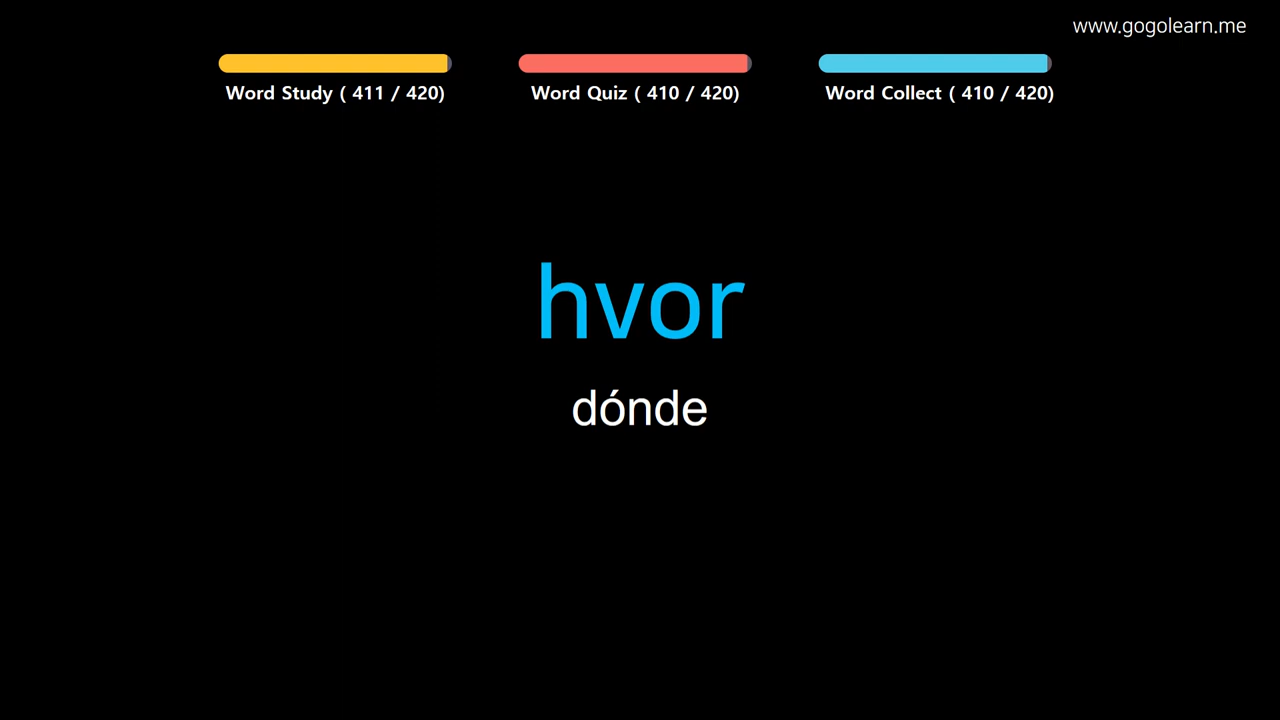 www.gogolearn.me
Word Study ( 411 / 420)
Word Quiz ( 410 / 420)
Word Collect ( 410 / 420)
hvor
dónde